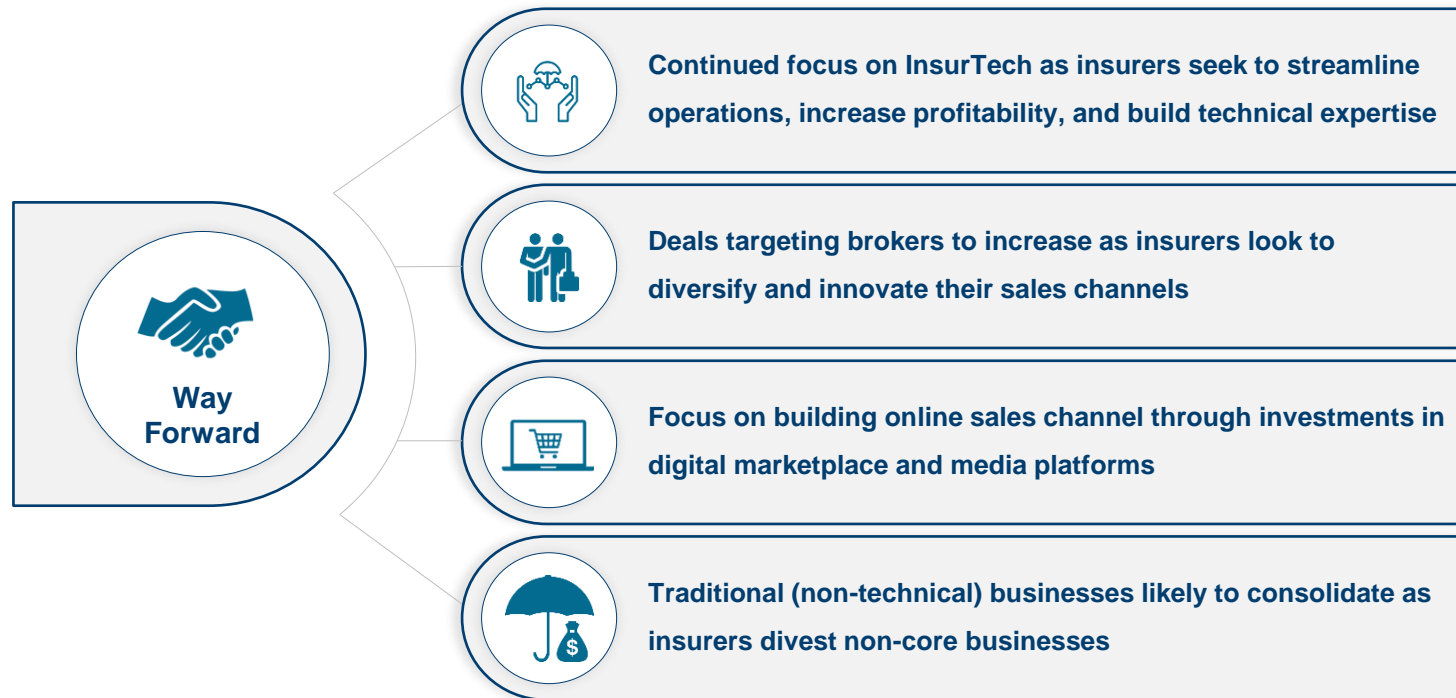 Continued focus on InsurTech as insurers seek to streamline
operations, increase profitability, and build technical expertise
Deals targeting brokers to increase as insurers look to
diversify and innovate their sales channels
Way
Forward
Focus on building online sales channel through investments in
digital marketplace and media platforms
Traditional (non-technical) businesses likely to consolidate as
insurers divest non-core businesses
$